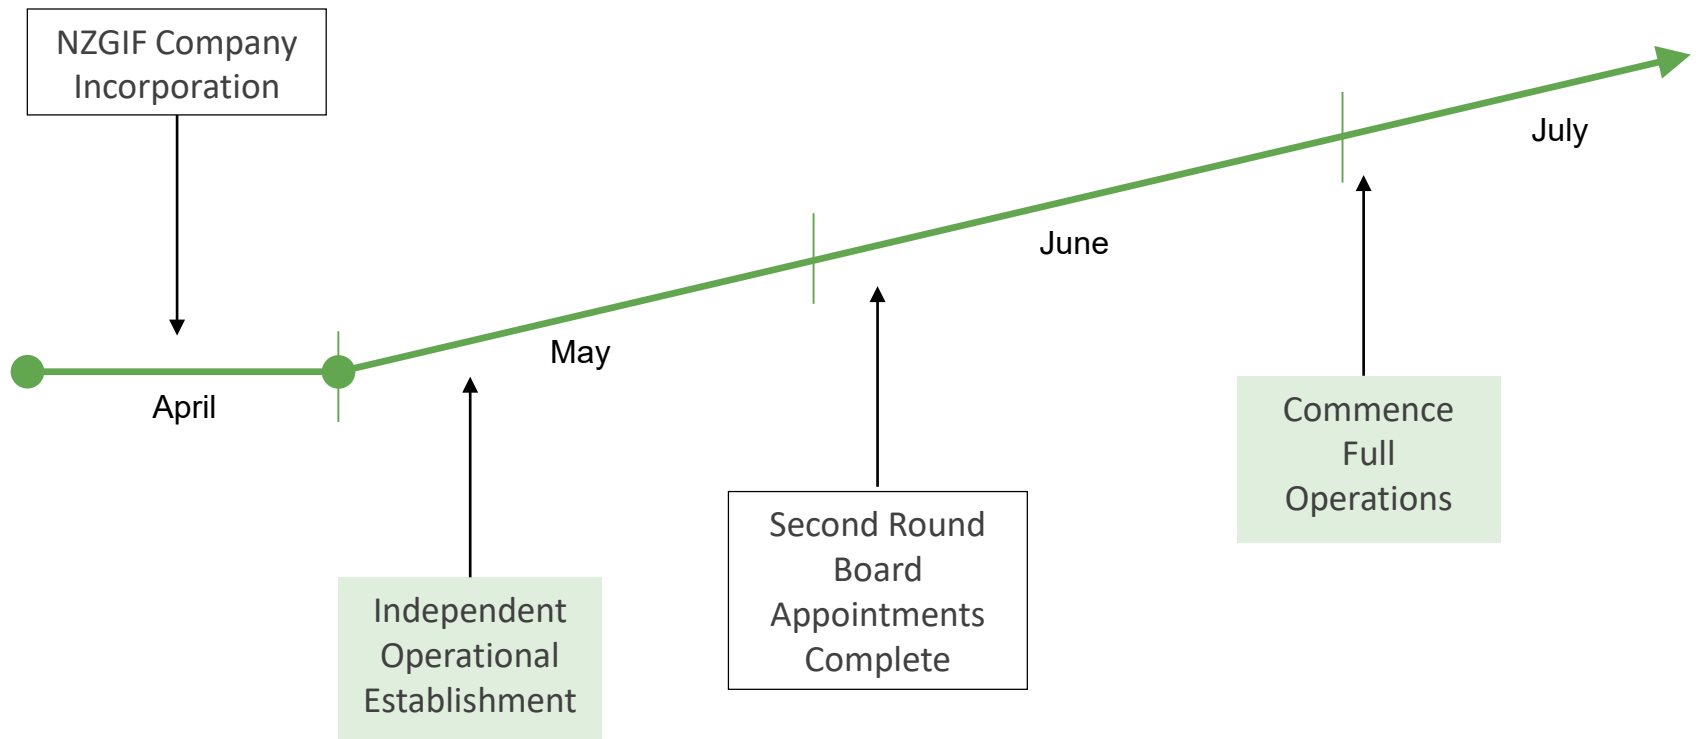 NZGIF Company
Incorporation
July
June
May
April
Commence
Full
Operations
Second Round
Board
Appointments
Complete
Independent
Operational
Establishment